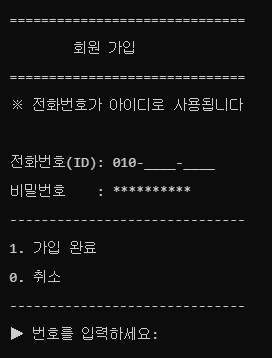 ==============================
회원 가입
==============================
※ 전화번호가 아이디로 사용됩니다
전화번호(ID): 010-____-____
비밀번호    : **********
------------------------------
1. 가입 완료
0. 취소
------------------------------
▶ 번호를 입력하세요: